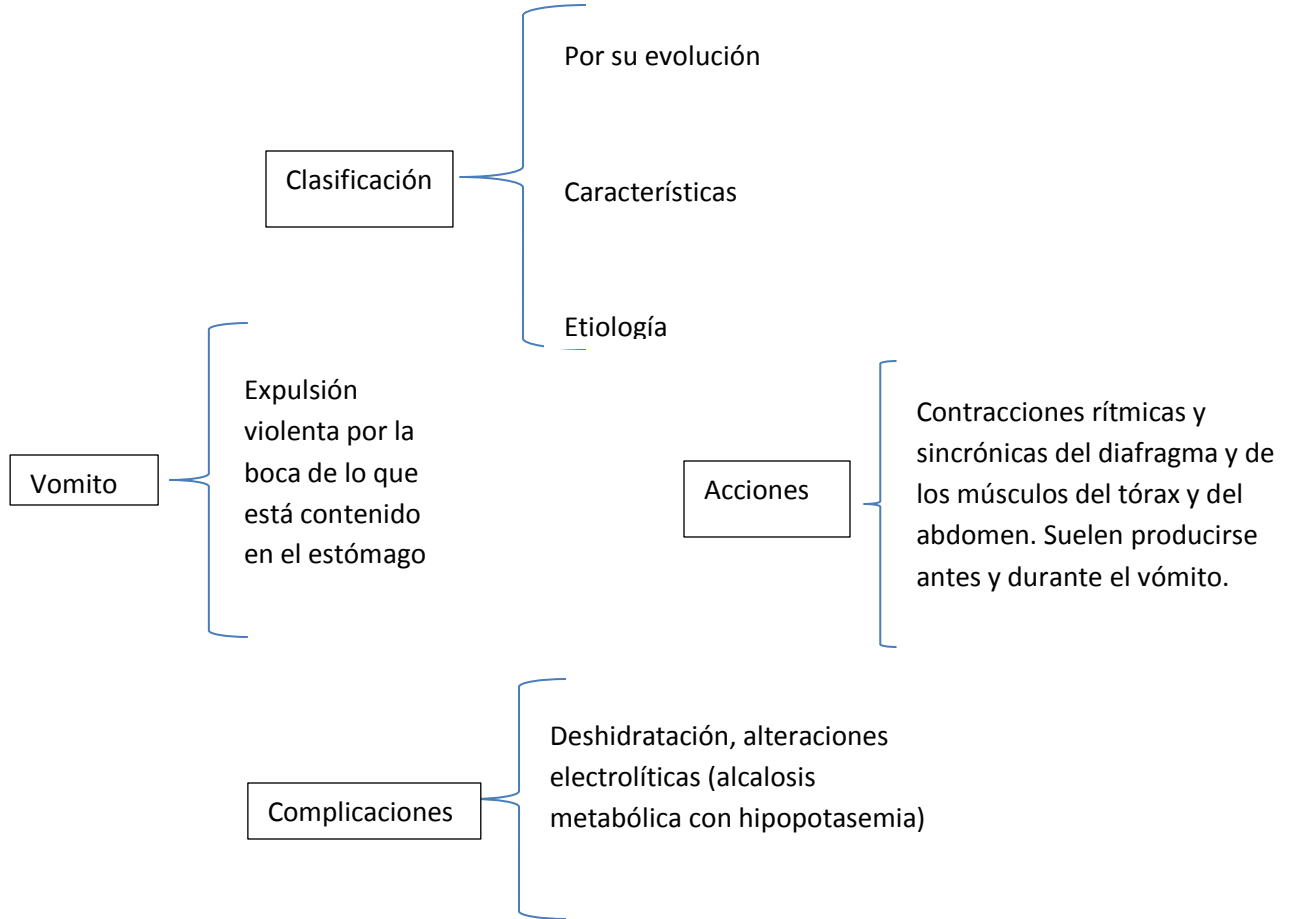 Por su evolución
Clasificación
Características
Etiología
Vomito
Expulsión
violenta por la
boca de lo que
está contenido
en el estómago
Acciones
Contracciones rítmicas y
sincrónicas del diafragma y de
los músculos del tórax y del
abdomen. Suelen producirse
antes y durante el vómito.
Complicaciones
Deshidratación, alteraciones
electrolíticas (alcalosis
metabólica con hipopotasemia)